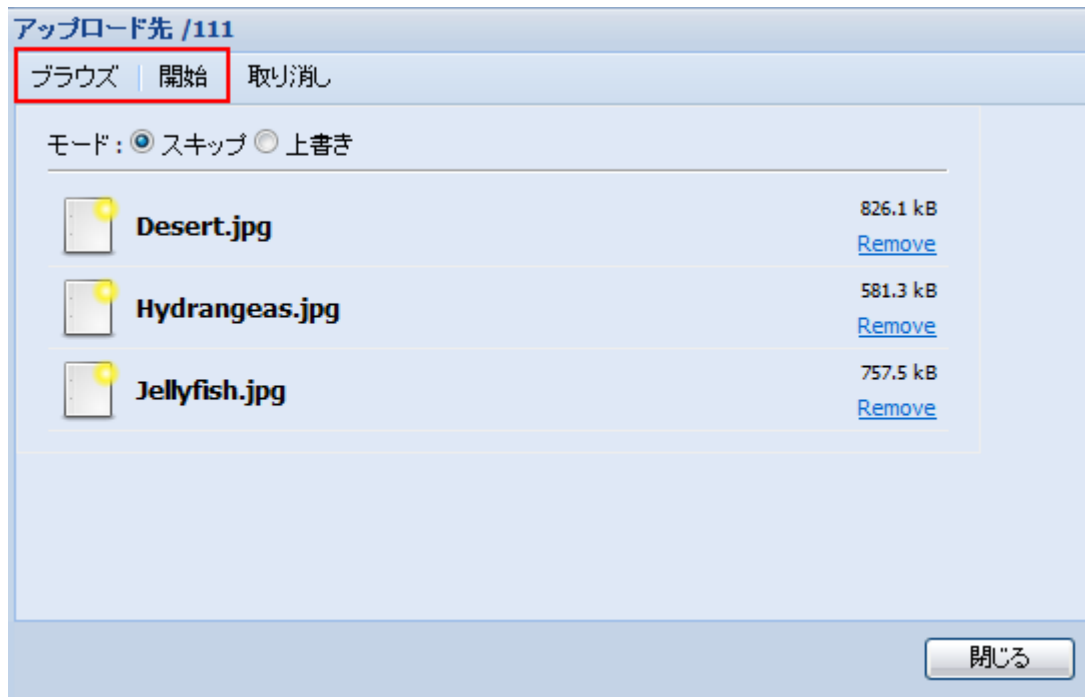 アップロード先 /111
ブラウズ 開始 取り消し
モード : スキップ 上書き
Desert.jpg
826.1 kB
Remove
Hydrangeas.jpg
581.3 kB
Remove
Jellyfish.jpg
757.5 kB
Remove
閉じる